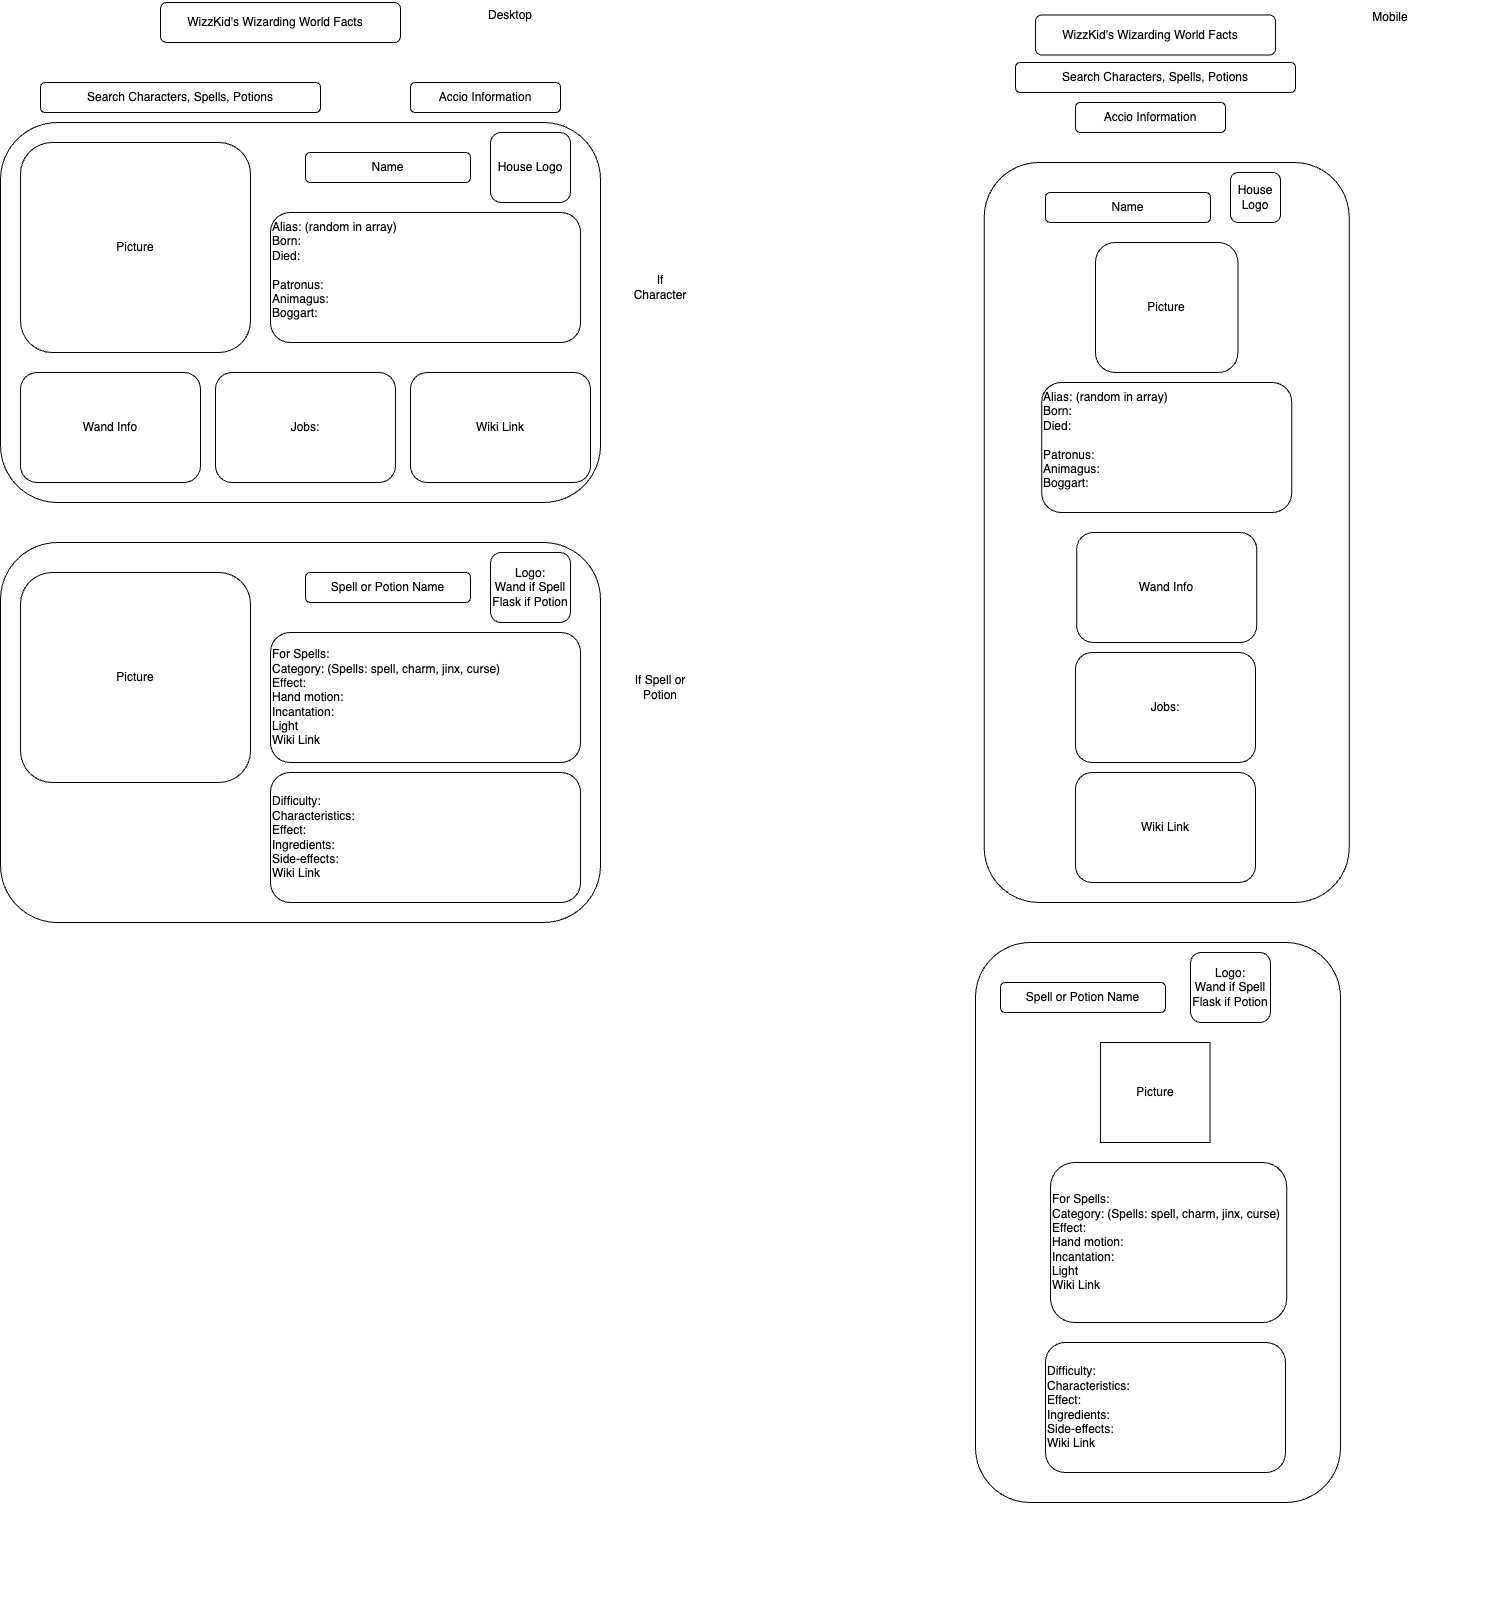 WizzKid's Wizarding World Facts
Desktop
Search Characters, Spells, Potions
Accio Information
Picture
Name
House Logo
Alias: (random in array)
Born:
Died:
Patronus:
Animagus:
Boggart:
If
Character
Wand Info
Jobs:
Wiki Link
Picture
Spell or Potion Name
Logo:
Wand if Spell
Flask if Potion
For Spells:
Category: (Spells: spell, charm, jinx, curse)
Effect:
Hand motion:
Incantation:
Light
Wiki Link
If Spell or
Potion
Difficulty:
Characteristics:
Effect:
Ingredients:
Side-effects:
Wiki Link
Mobile
WizzKid's Wizarding World Facts
Search Characters, Spells, Potions
Accio Information
Name
House
Logo
Picture
Alias: (random in array)
Born:
Died:
Patronus:
Animagus:
Boggart:
Wand Info
Jobs:
Wiki Link
Spell or Potion Name
Logo:
Wand if Spell
Flask if Potion
Picture
For Spells:
Category: (Spells: spell, charm, jinx, curse)
Effect:
Hand motion:
Incantation:
Light
Wiki Link
Difficulty:
Characteristics:
Effect:
Ingredients:
Side-effects:
Wiki Link